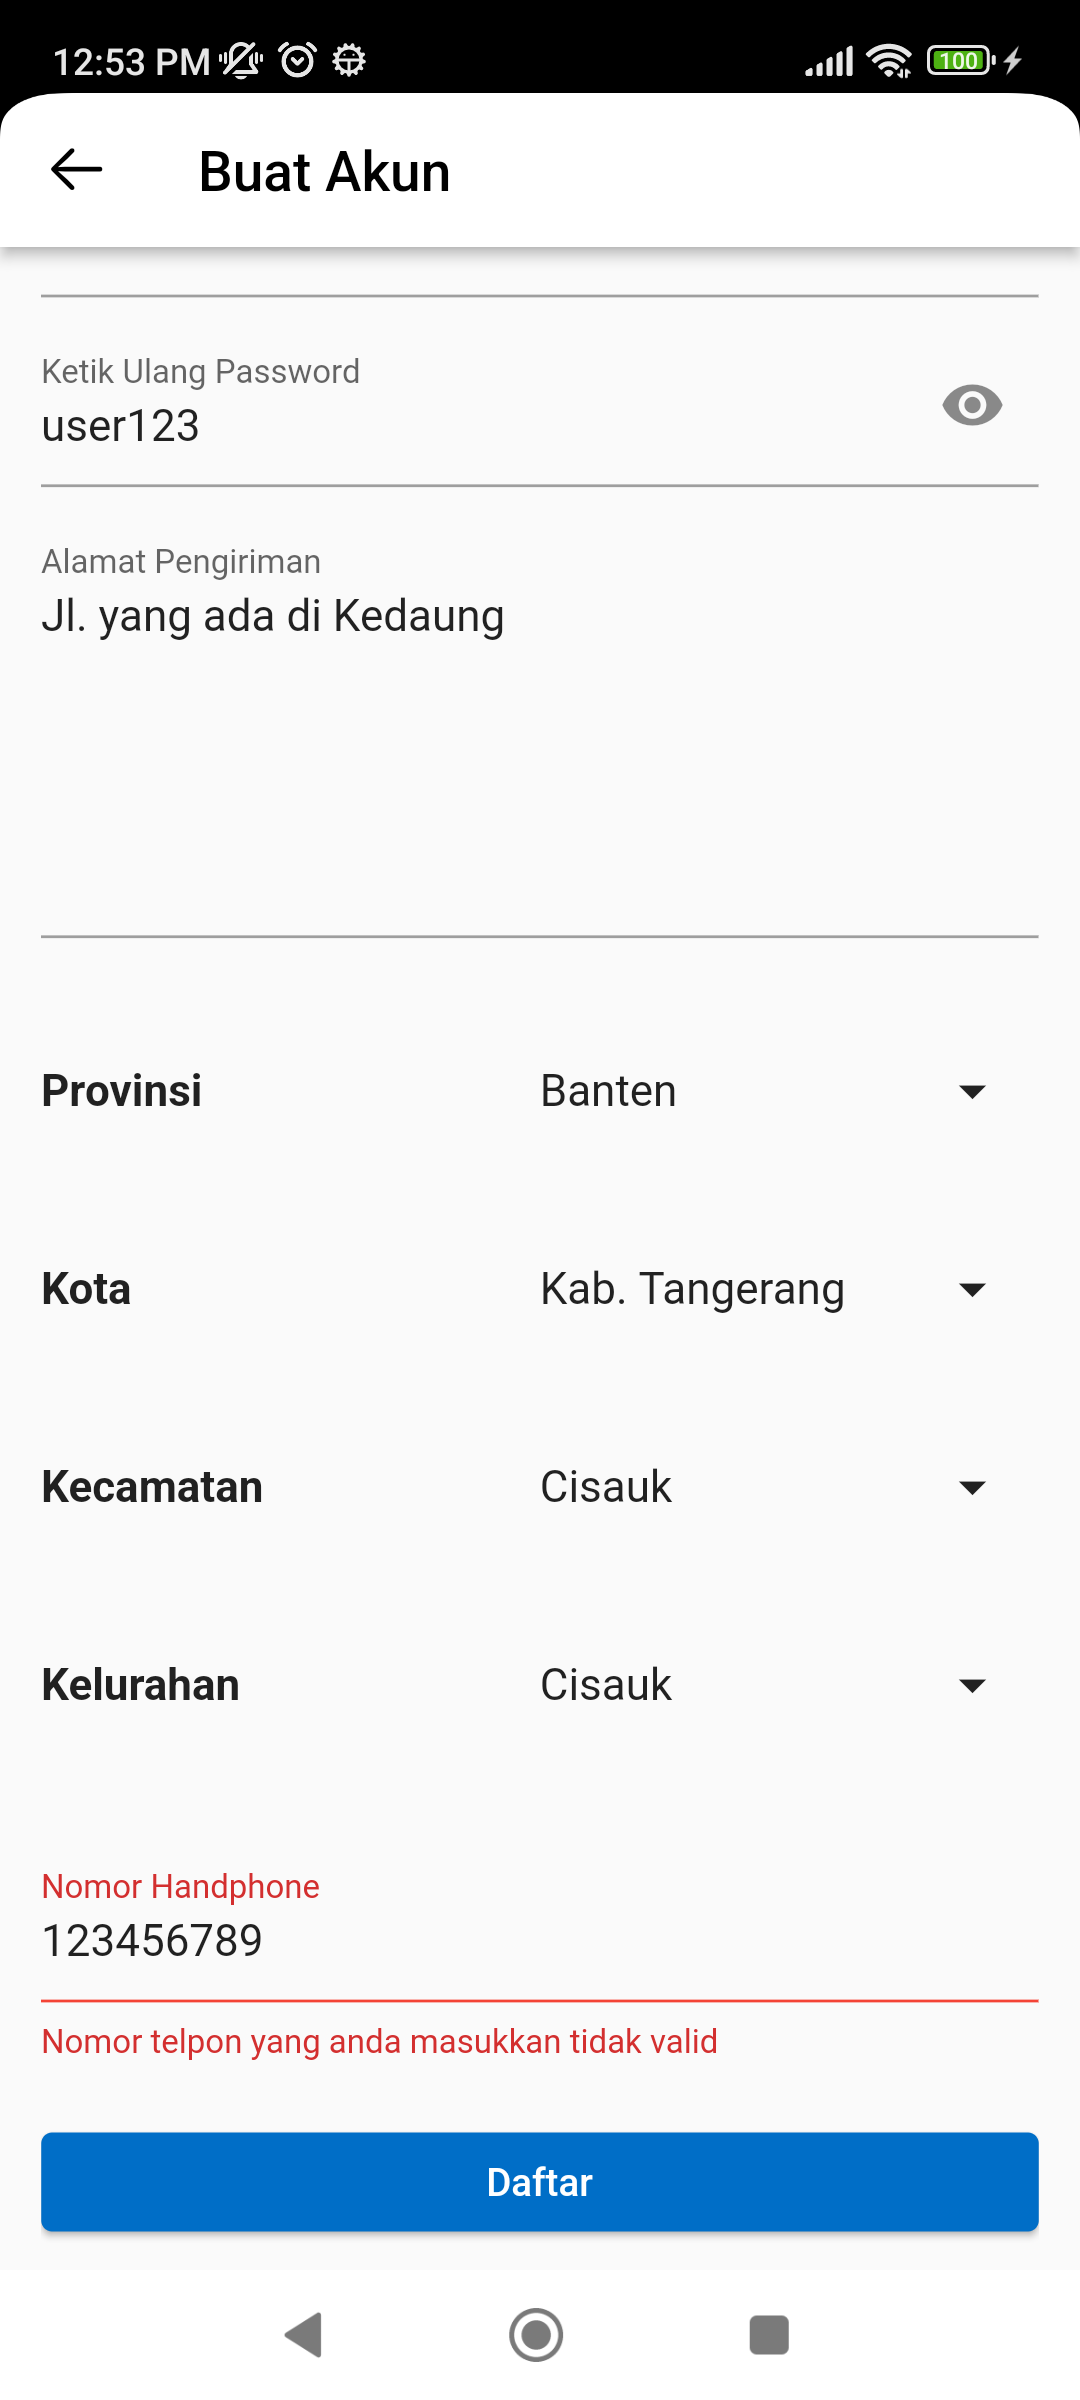 12:53 PM
100
Buat Akun
Ketik Ulang Password
user123
Alamat Pengiriman
Jl. yang ada di Kedaung
Provinsi
Banten
Kota
Kab. Tangerang
Kecamatan
Cisauk
Kelurahan
Cisauk
Nomor Handphone
123456789
Nomor telpon yang anda masukkan tidak valid
Daftar